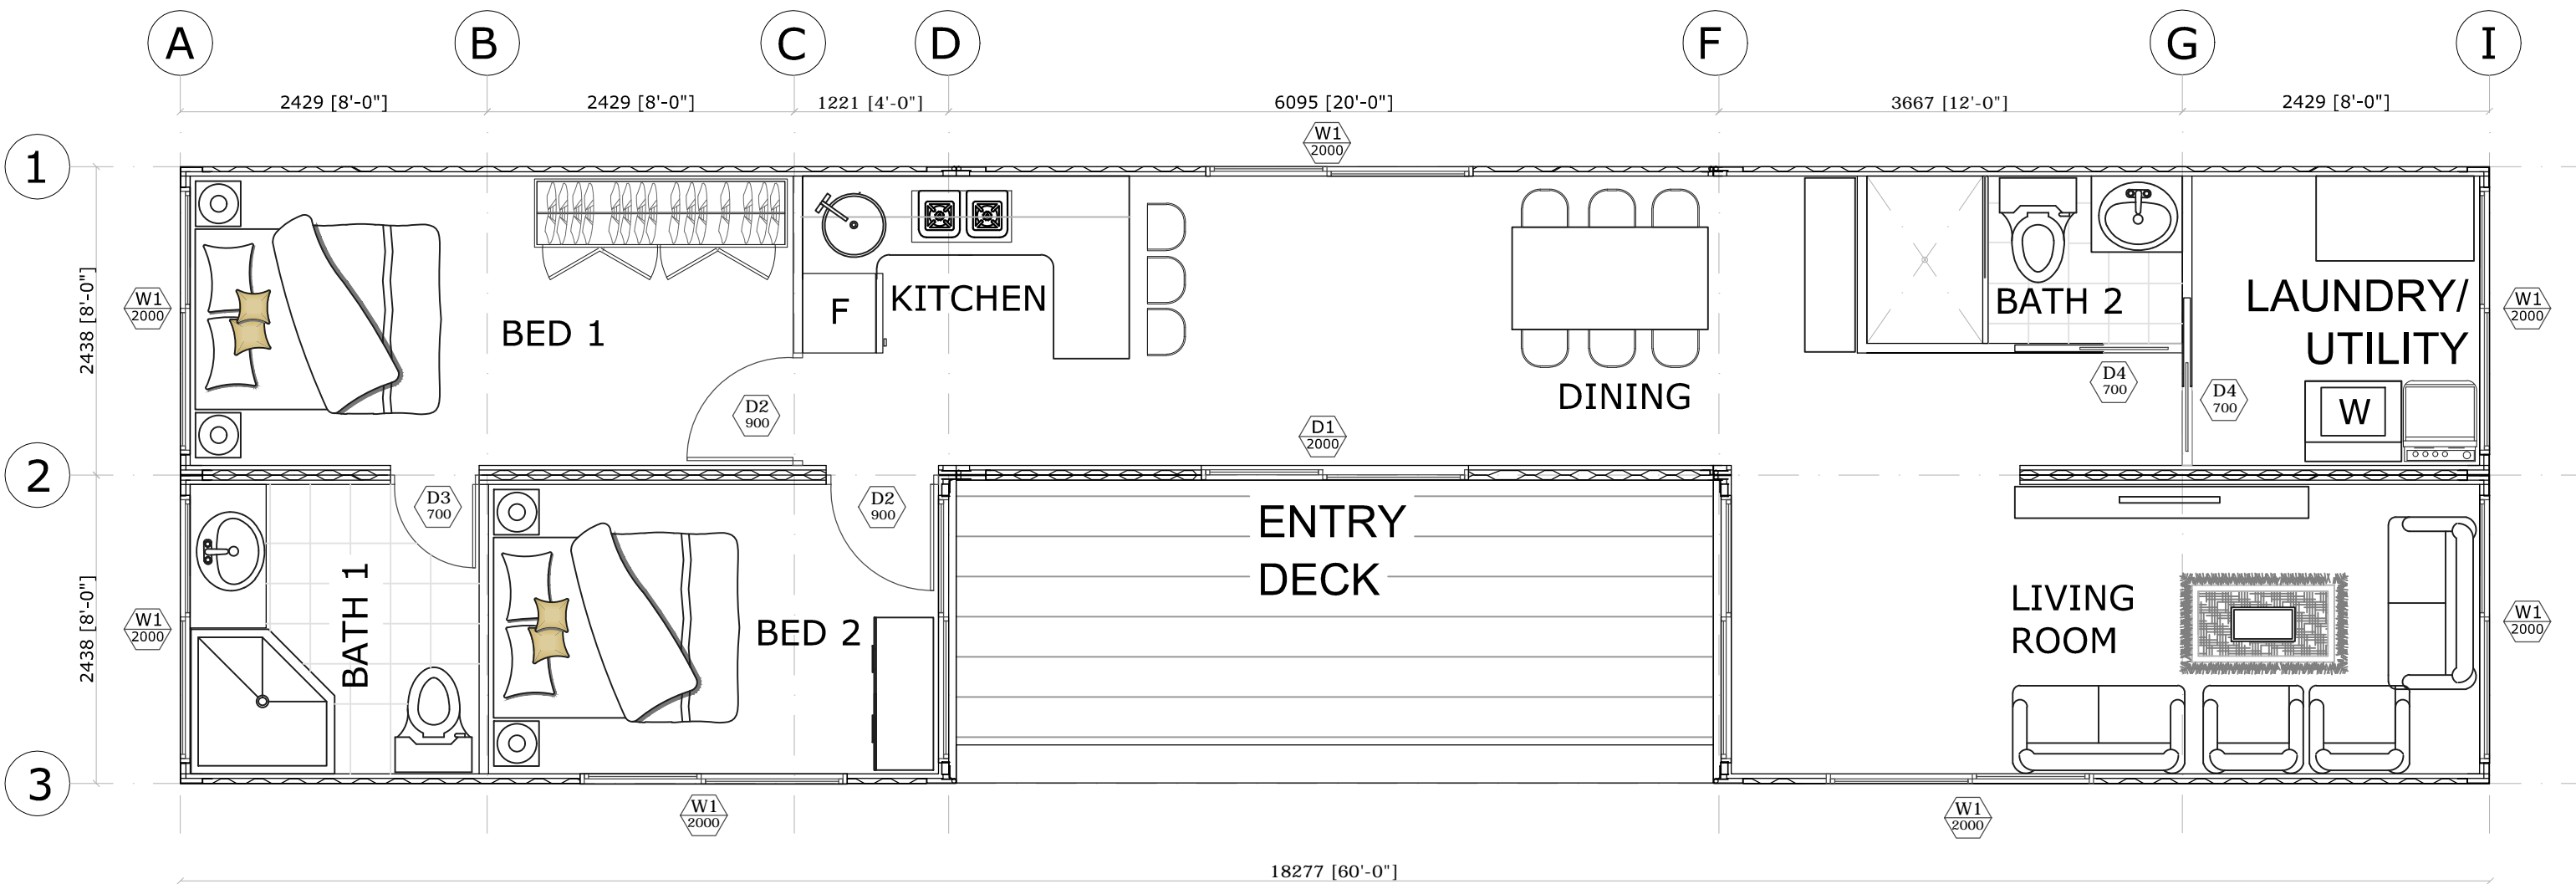 A B C D F G I
2429 [8'-0"] 2429 [8'-0"] 1221 [4'-0"] 6095 [20'-0"] 3667 [12'-0"] 2429 [8'-0"]
W1
2000
1
2438 [8'-0"]
W1
2000
BED 1
F
KITCHEN
DINING
BATH 2
LAUNDRY/
UTILITY
W1
2000
D2
900
D1
2000
D4
700
D4
700
W
2
D3
700
D2
900
ENTRY
DECK
2438 [8'-0"]
W1
2000
BATH 1
BED 2
LIVING
ROOM
W1
2000
3
W1
2000
W1
2000
18277 [60'-0"]